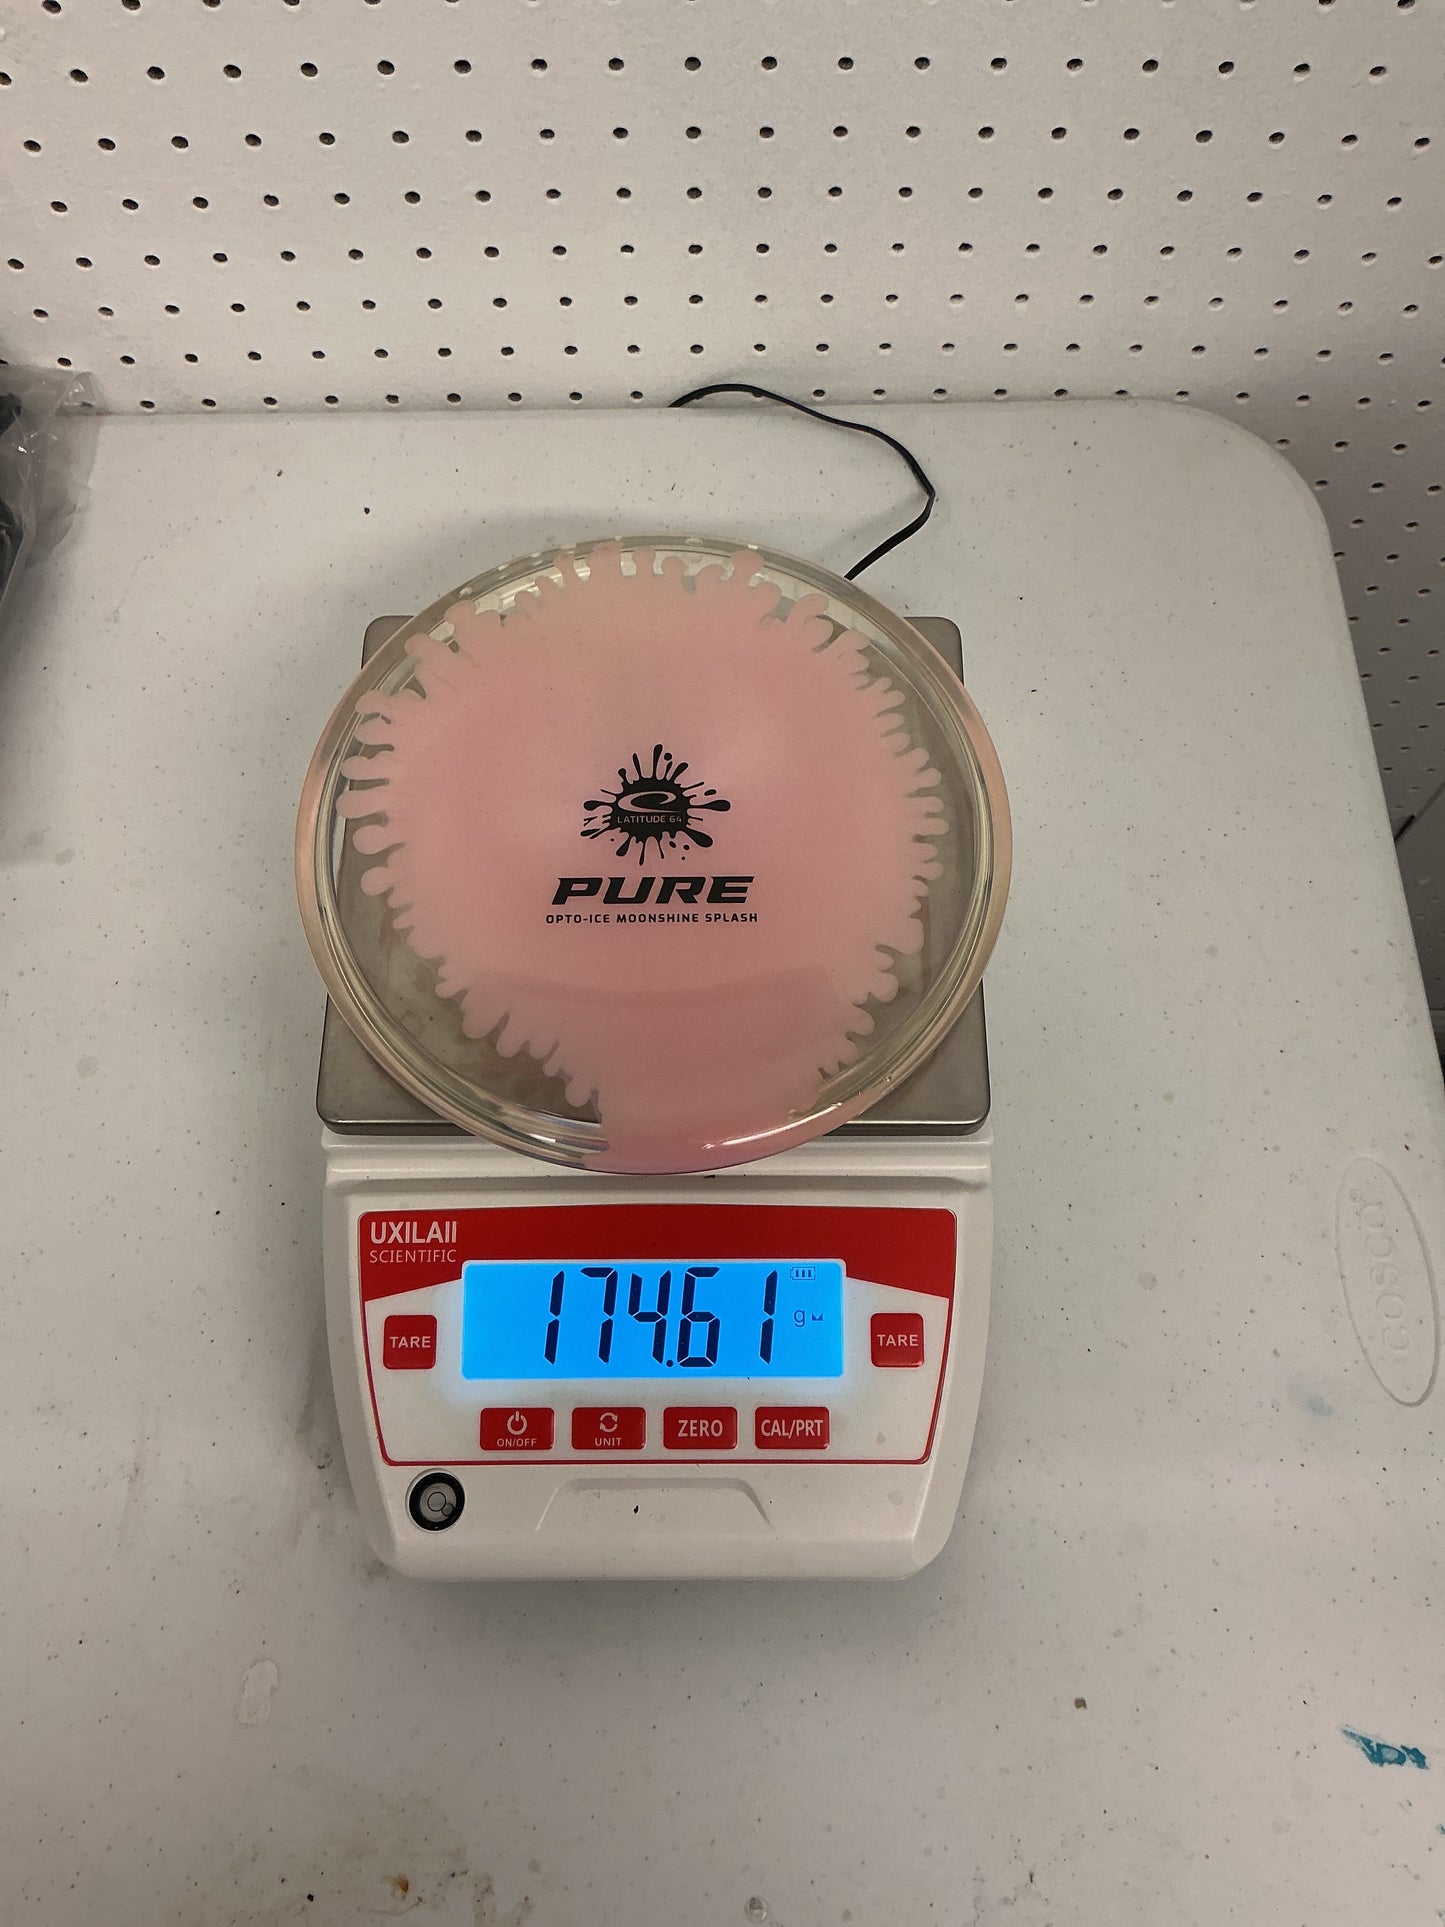 LATITUDE 64
PURE
OPTO-ICE MOONSHINE SPLASH
UXILAII
SCIENTIFIC
174.61 g
TARE
TARE
ON/OFF
UNIT
ZERO
CAL/PRT
COSCO